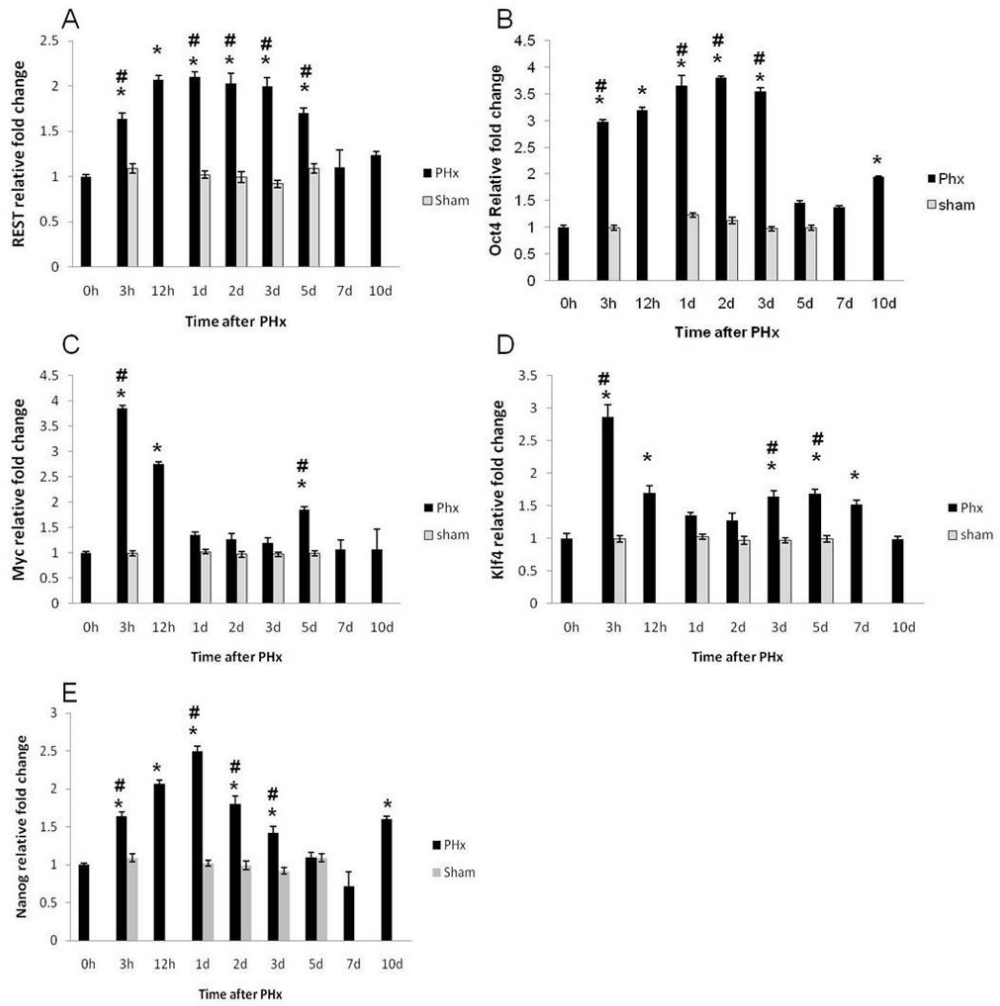 A
REST relative fold change
2.5
2
1.5
1
0.5
0
# # # # #
* * * * * *
0h 3h 12h 1d 2d 3d 5d 7d 10d
Time after PHx
PHx
Sham
B
Oct4 Relative fold change
4.5
4
3.5
3
2.5
2
1.5
1
0.5
0
# # # #
* * * * * *
0h 3h 12h 1d 2d 3d 5d 7d 10d
Time after PHx
Phx
sham
C
Myc relative fold change
4.5
4
3.5
3
2.5
2
1.5
1
0.5
0
# #
* * *
0h 3h 12h 1d 2d 3d 5d 7d 10d
Time after PHx
Phx
sham
D
Klf4 relative fold change
3.5
3
2.5
2
1.5
1
0.5
0
# # #
* * * * *
0h 3h 12h 1d 2d 3d 5d 7d 10d
Time after PHx
Phx
sham
E
Nanog relative fold change
3
2.5
2
1.5
1
0.5
0
# # # #
* * * * * *
0h 3h 12h 1d 2d 3d 5d 7d 10d
Time after PHx
PHx
Sham